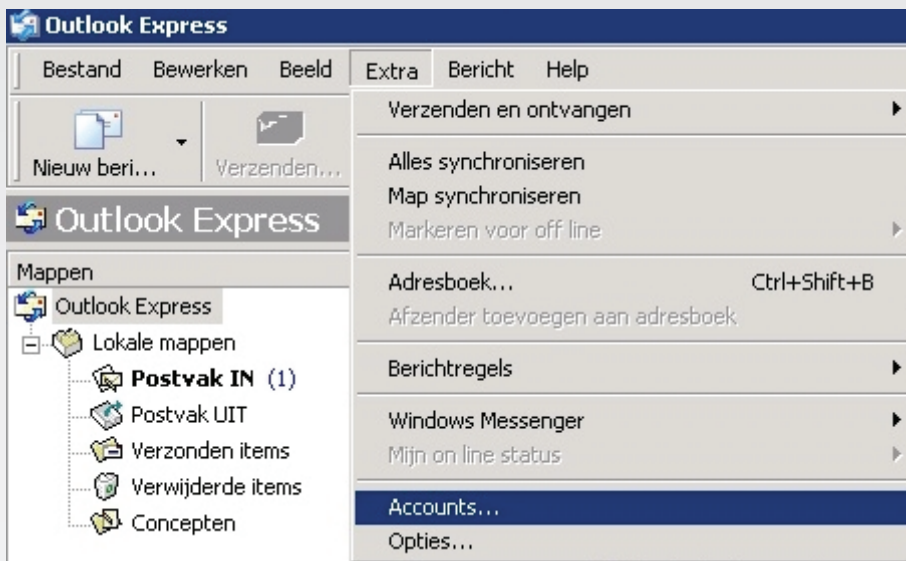 Outlook Express
Bestand Bewerken Beeld Extra Bericht Help
Nieuw beri... Verzenden...
Outlook Express
Mappen
Outlook Express
Lokale mappen
Postvak IN (1)
Postvak UIT
Verzonden items
Verwijderde items
Concepten
Verzenden en ontvangen
Alles synchroniseren
Map synchroniseren
Markeren voor off line
Adresboek... Ctrl+Shift+B
Afzender toevoegen aan adresboek
Berichtregels
Windows Messenger
Mijn on line status
Accounts...
Opties...